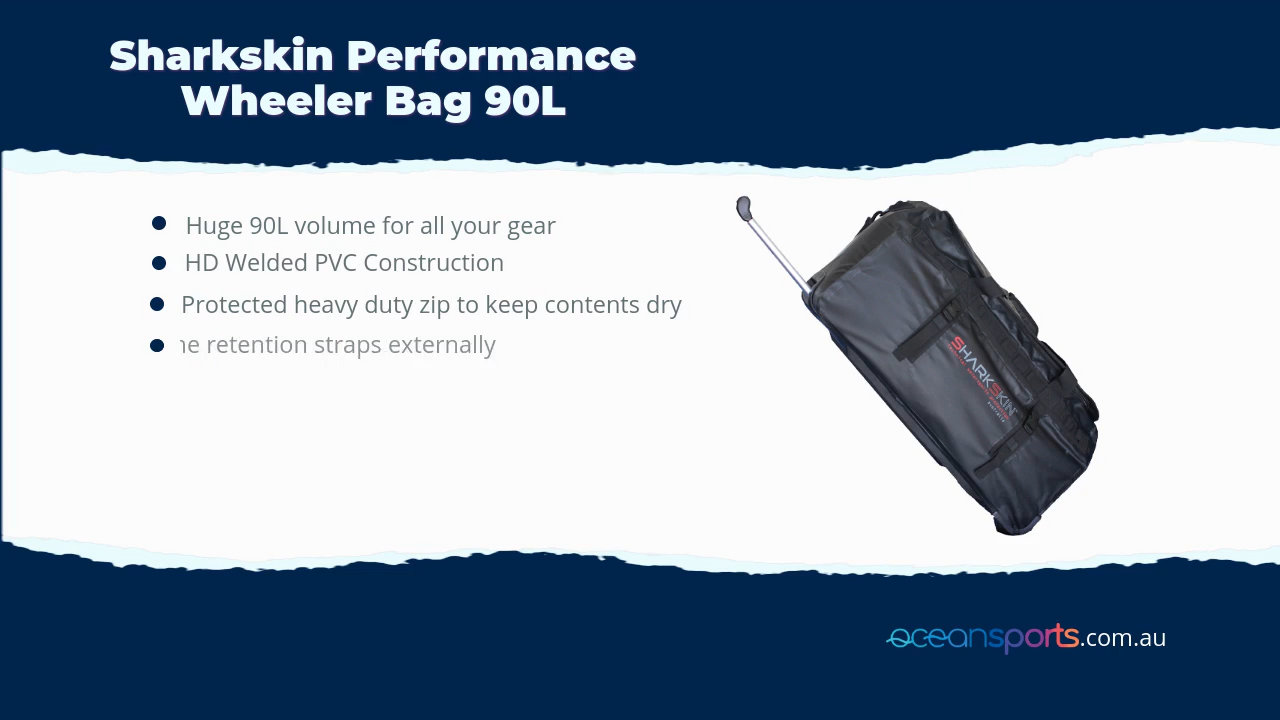 Sharkskin Performance
Wheeler Bag 90L
Huge 90L volume for all your gear
HD Welded PVC Construction
Protected heavy duty zip to keep contents dry
retention straps externally
SHARKSKIN
oceansports.com.au